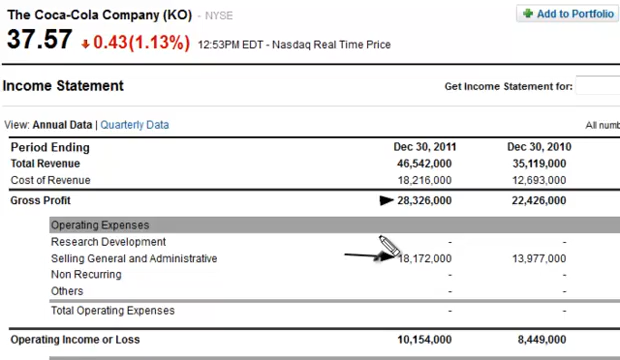 The Coca-Cola Company (KO) - NYSE
Add to Portfolio
37.57 0.43(1.13%) 12:53PM EDT - Nasdaq Real Time Price
Income Statement
Get Income Statement for:
View: Annual Data | Quarterly Data
All
Period Ending Dec 30, 2011 Dec 30, 2010
Total Revenue 46,542,000 35,119,000
Cost of Revenue 18,216,000 12,693,000
Gross Profit 28,326,000 22,426,000
Operating Expenses
Research Development - -
Selling General and Administrative 18,172,000 13,977,000
Non Recurring - -
Others - -
Total Operating Expenses - -
Operating Income or Loss 10,154,000 8,449,000